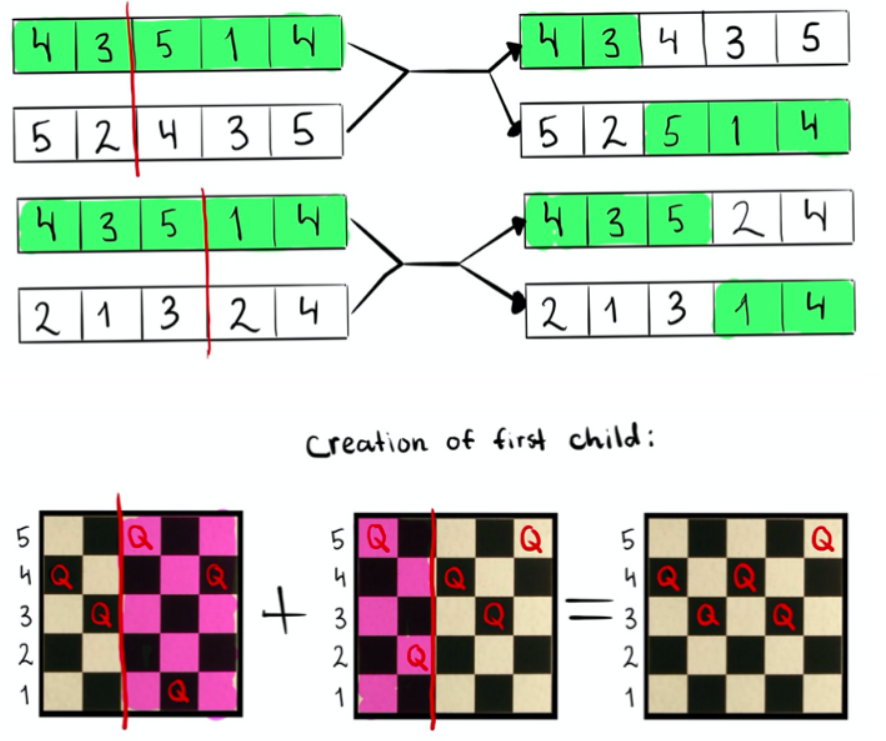 4 3 5 1 4
4 3 4 3 5
5 2 4 3 5
5 2 5 1 4
4 3 5 1 4
4 3 5 2 4
2 1 3 2 4
2 1 3 1 4
Creation of first child:
5 Q
4 Q Q
3 Q
2
1 Q
+
5 Q Q
4 Q
3 Q
2 Q
1
=
5 Q
4 Q Q
3 Q Q
2
1